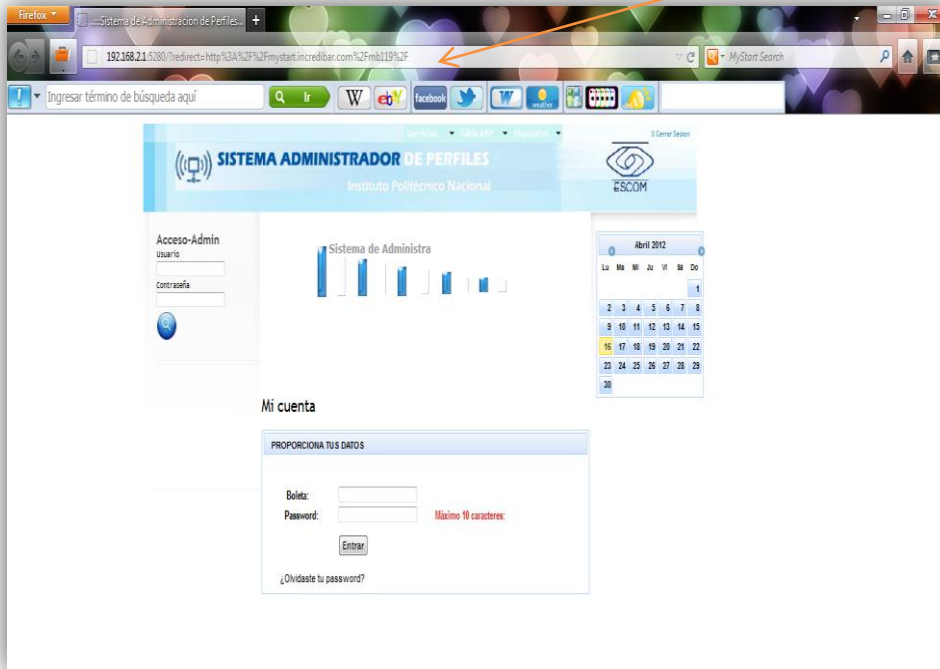 Firefox
...:Sistema de Administracion de Perfiles... +
192.168.2.1:5280/?redirect=http%3A%2F%2Fmystart.incredibar.com%2Fmb119%2F
MyStart Search
Ingresar término de búsqueda aquí
Ir W ebY facebook W weather
Servicios Tabla ARP Dispositivo X Cerrar Sesion
SISTEMA ADMINISTRADOR DE PERFILES
Instituto Politécnico Nacional
ESCOM
Acceso-Admin
Usuario
Contraseña
Sistema de Administra
Abril 2012
Lu Ma Mi Ju Vi Sa Do
1
2 3 4 5 6 7 8
9 10 11 12 13 14 15
16 17 18 19 20 21 22
23 24 25 26 27 28 29
30
Mi cuenta
PROPORCIONA TUS DATOS
Boleta:
Password: Máximo 10 caracteres:
Entrar
¿Olvidaste tu password?